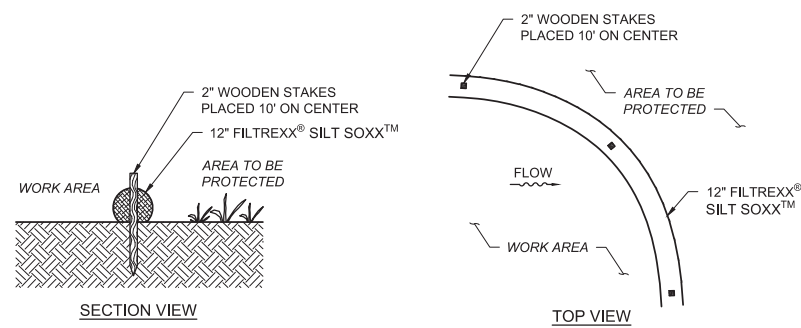 2" WOODEN STAKES
PLACED 10' ON CENTER
12" FILTREXX® SILT SOXX™
WORK AREA
AREA TO BE
PROTECTED
SECTION VIEW
2" WOODEN STAKES
PLACED 10' ON CENTER
AREA TO BE
PROTECTED
FLOW
12" FILTREXX®
SILT SOXX™
WORK AREA
TOP VIEW